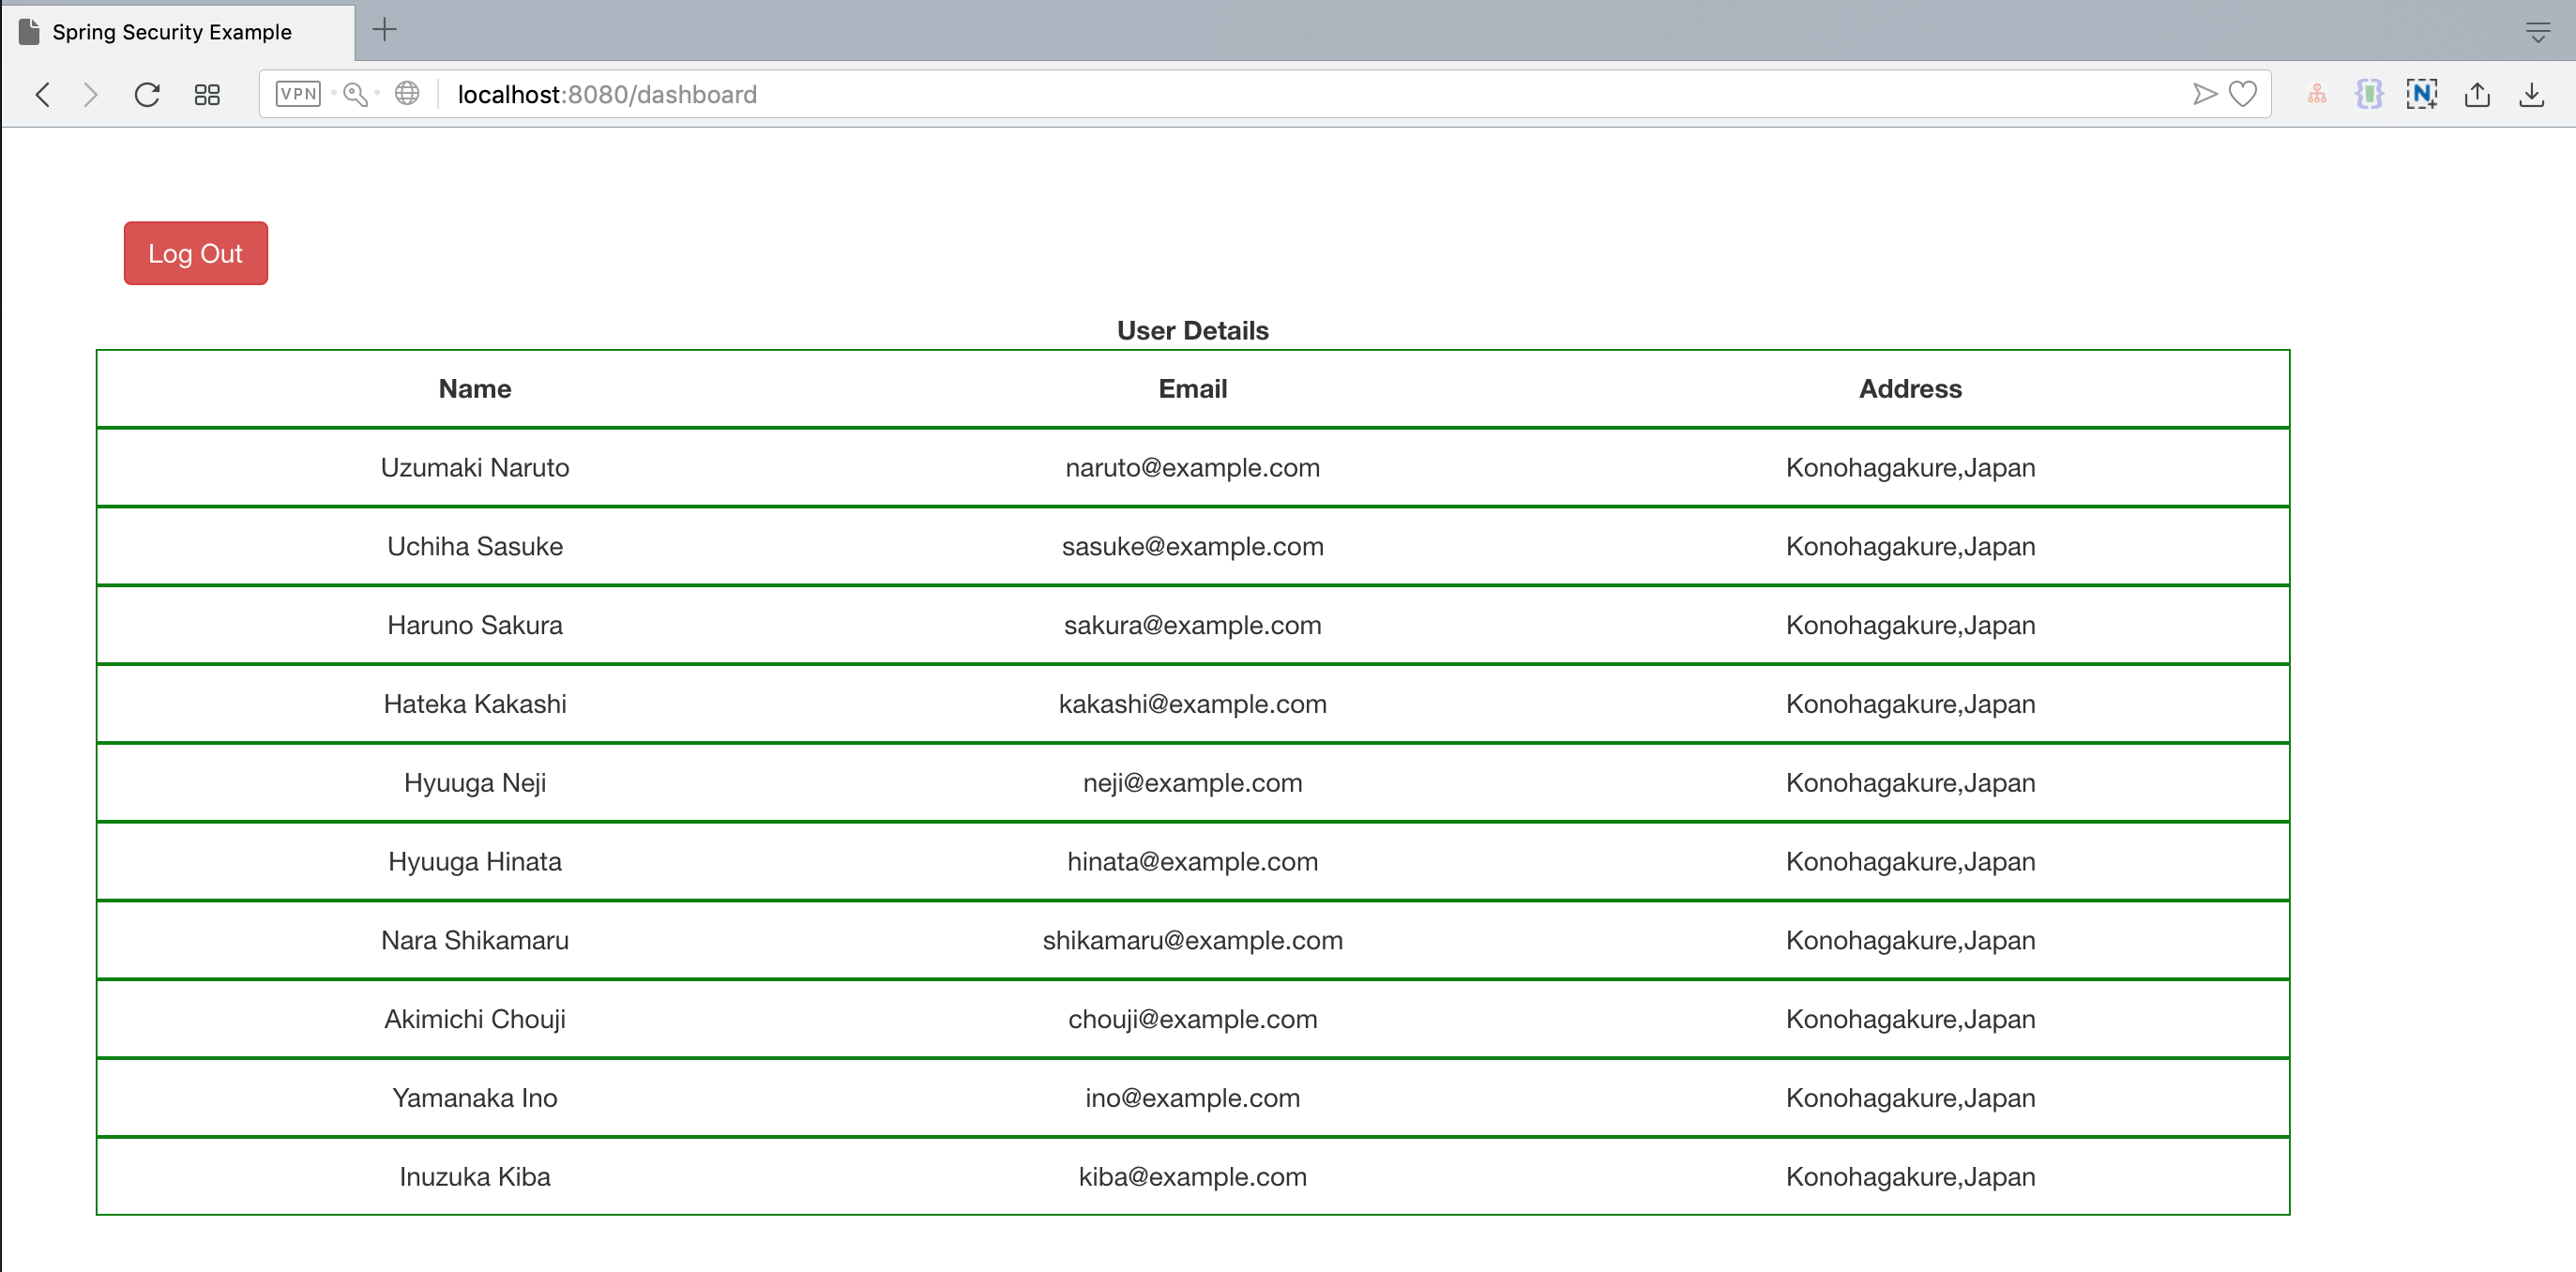 Spring Security Example
VPN localhost:8080/dashboard N
Log Out
User Details
Name Email Address
Uzumaki Naruto naruto@example.com Konohagakure,Japan
Uchiha Sasuke sasuke@example.com Konohagakure,Japan
Haruno Sakura sakura@example.com Konohagakure,Japan
Hateka Kakashi kakashi@example.com Konohagakure,Japan
Hyuuga Neji neji@example.com Konohagakure,Japan
Hyuuga Hinata hinata@example.com Konohagakure,Japan
Nara Shikamaru shikamaru@example.com Konohagakure,Japan
Akimichi Chouji chouji@example.com Konohagakure,Japan
Yamanaka Ino ino@example.com Konohagakure,Japan
Inuzuka Kiba kiba@example.com Konohagakure,Japan